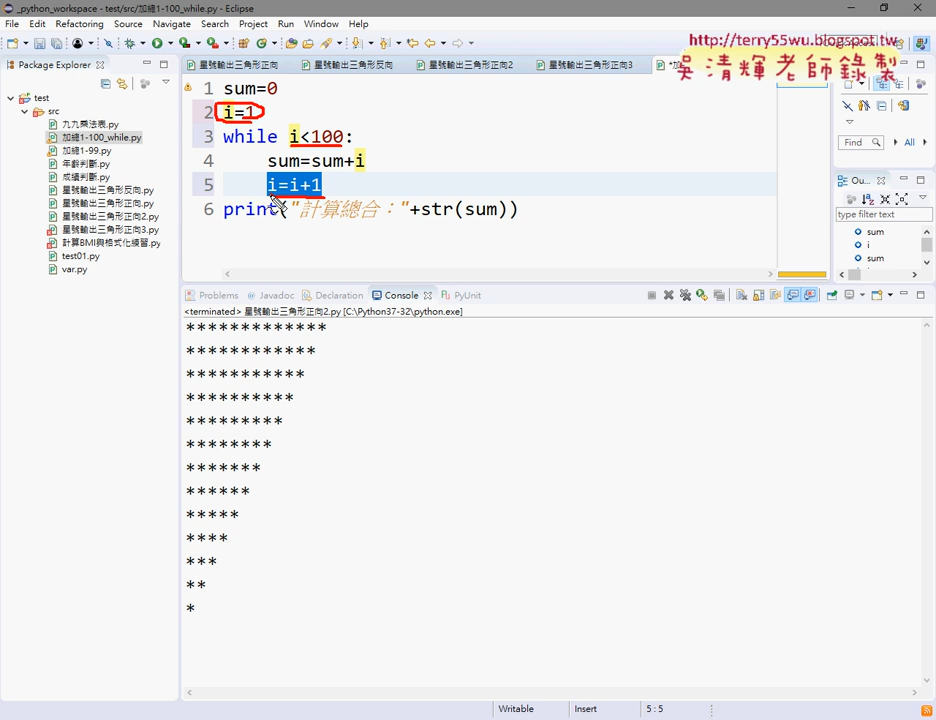 _python_workspace - test/src/加總1-100_while.py - Eclipse
File Edit Refactoring Source Navigate Search Project Run Window Help
http://terry55wu.blogspot.tw
吳清輝老師錄製
Package Explorer
星號輸出三角形正向 星號輸出三角形反向 星號輸出三角形正向2 星號輸出三角形正向3
test
src
九九乘法表.py
加總1-100_while.py
加總1-99.py
年齡判斷.py
成績判斷.py
星號輸出三角形反向.py
星號輸出三角形正向.py
星號輸出三角形正向2.py
星號輸出三角形正向3.py
計算BMI與格式化練習.py
test01.py
var.py
1 sum=0
2 i=1
3 while i<100:
4 sum=sum+i
5 i=i+1
6 print("計算總合："+str(sum))
Find All
Ou...
type filter text
sum
i
sum
Problems Javadoc Declaration Console PyUnit
<terminated> 星號輸出三角形正向2.py [C:\Python37-32\python.exe]
*************
************
***********
**********
*********
********
*******
******
*****
****
***
**
*
Writable Insert 5 : 5